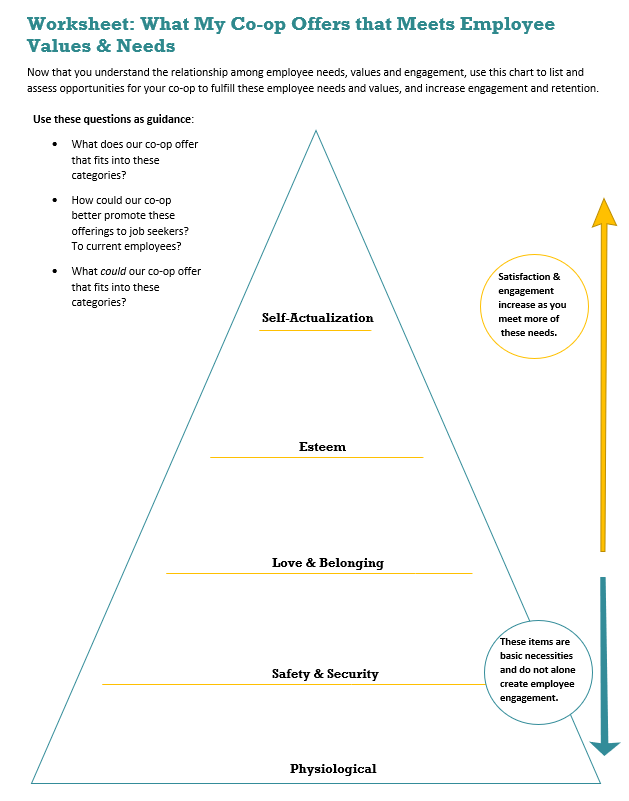 Worksheet: What My Co-op Offers that Meets Employee
Values & Needs
Now that you understand the relationship among employee needs, values and engagement, use this chart to list and
assess opportunities for your co-op to fulfill these employee needs and values, and increase engagement and retention.
Use these questions as guidance:
• What does our co-op offer
that fits into these
categories?
• How could our co-op
better promote these
offerings to job seekers?
To current employees?
• What could our co-op offer
that fits into these
categories?
Satisfaction &
engagement
increase as you
meet more of
these needs.
Self-Actualization
Esteem
Love & Belonging
These items are
basic necessities
and do not alone
create employee
engagement.
Safety & Security
Physiological